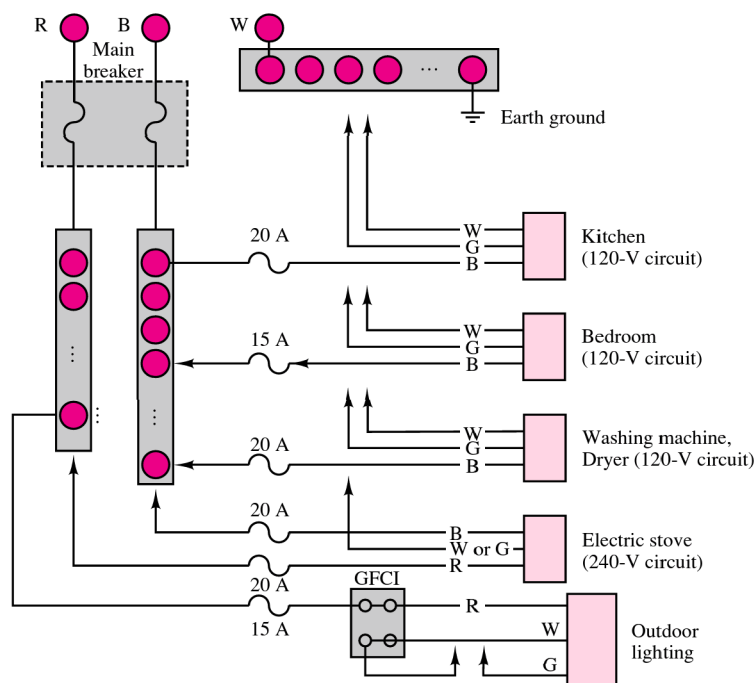 R
B
W
Main
breaker
...
Earth ground
20 A
W
G
B
Kitchen
(120-V circuit)
15 A
W
G
B
Bedroom
(120-V circuit)
...
...
...
20 A
W
G
B
Washing machine,
Dryer (120-V circuit)
20 A
B
W or G
R
Electric stove
(240-V circuit)
20 A
GFCI
15 A
R
W
G
Outdoor
lighting